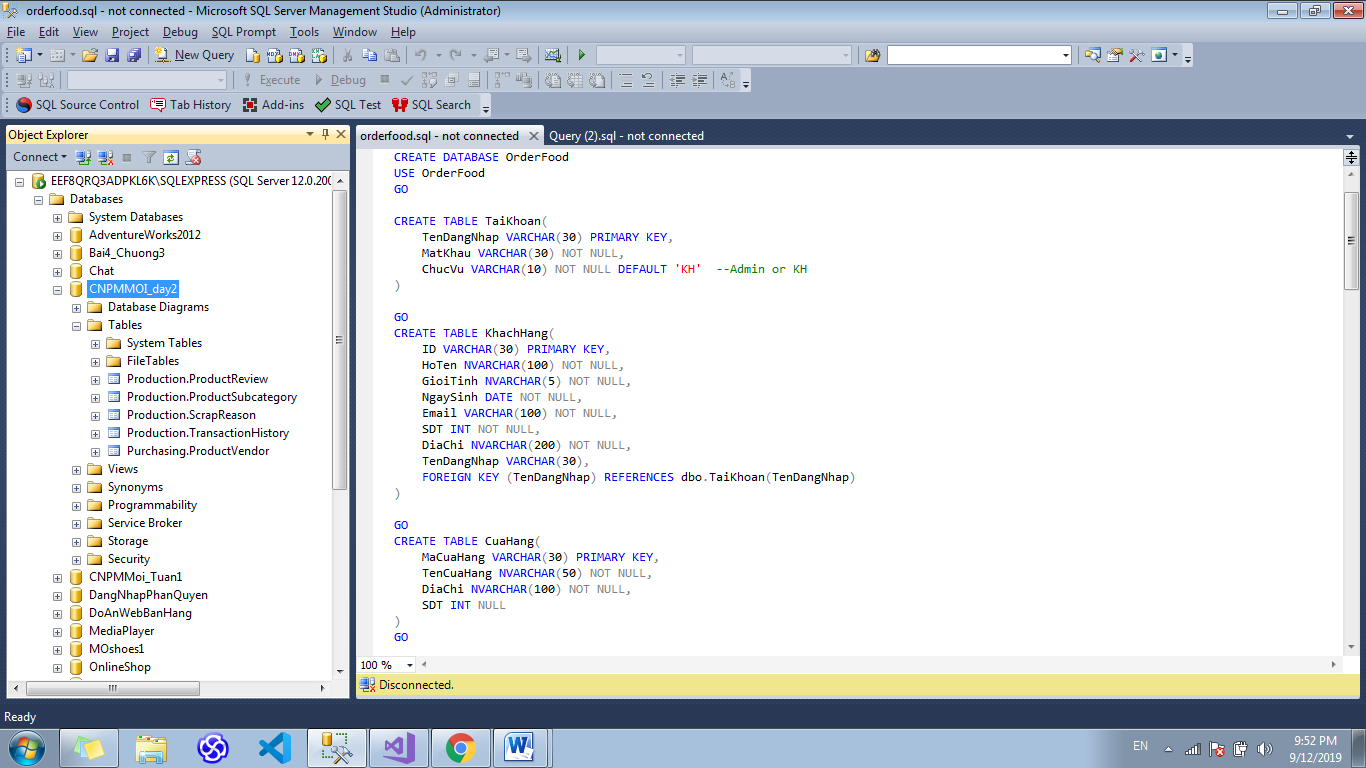 orderfood.sql - not connected - Microsoft SQL Server Management Studio (Administrator)
File Edit View Project Debug SQL Prompt Tools Window Help
New Query
Execute Debug
SQL Source Control Tab History Add-ins SQL Test SQL Search
Object Explorer
Connect
EEF8QRQ3ADPKL6K\SQLEXPRESS (SQL Server 12.0.200
Databases
System Databases
AdventureWorks2012
Bai4_Chuong3
Chat
CNPMMOI_day2
Database Diagrams
Tables
System Tables
FileTables
Production.ProductReview
Production.ProductSubcategory
Production.ScrapReason
Production.TransactionHistory
Purchasing.ProductVendor
Views
Synonyms
Programmability
Service Broker
Storage
Security
CNPMMoi_Tuan1
DangNhapPhanQuyen
DoAnWebBanHang
MediaPlayer
MOshoes1
OnlineShop
orderfood.sql - not connected Query (2).sql - not connected
CREATE DATABASE OrderFood
USE OrderFood
GO
CREATE TABLE TaiKhoan(
TenDangNhap VARCHAR(30) PRIMARY KEY,
MatKhau VARCHAR(30) NOT NULL,
ChucVu VARCHAR(10) NOT NULL DEFAULT 'KH' --Admin or KH
)
GO
CREATE TABLE KhachHang(
ID VARCHAR(30) PRIMARY KEY,
HoTen NVARCHAR(100) NOT NULL,
GioiTinh NVARCHAR(5) NOT NULL,
NgaySinh DATE NOT NULL,
Email VARCHAR(100) NOT NULL,
SDT INT NOT NULL,
DiaChi NVARCHAR(200) NOT NULL,
TenDangNhap VARCHAR(30),
FOREIGN KEY (TenDangNhap) REFERENCES dbo.TaiKhoan(TenDangNhap)
)
GO
CREATE TABLE CuaHang(
MaCuaHang VARCHAR(30) PRIMARY KEY,
TenCuaHang NVARCHAR(50) NOT NULL,
DiaChi NVARCHAR(100) NOT NULL,
SDT INT NULL
)
GO
100 %
Disconnected.
Ready
EN
9:52 PM
9/12/2019